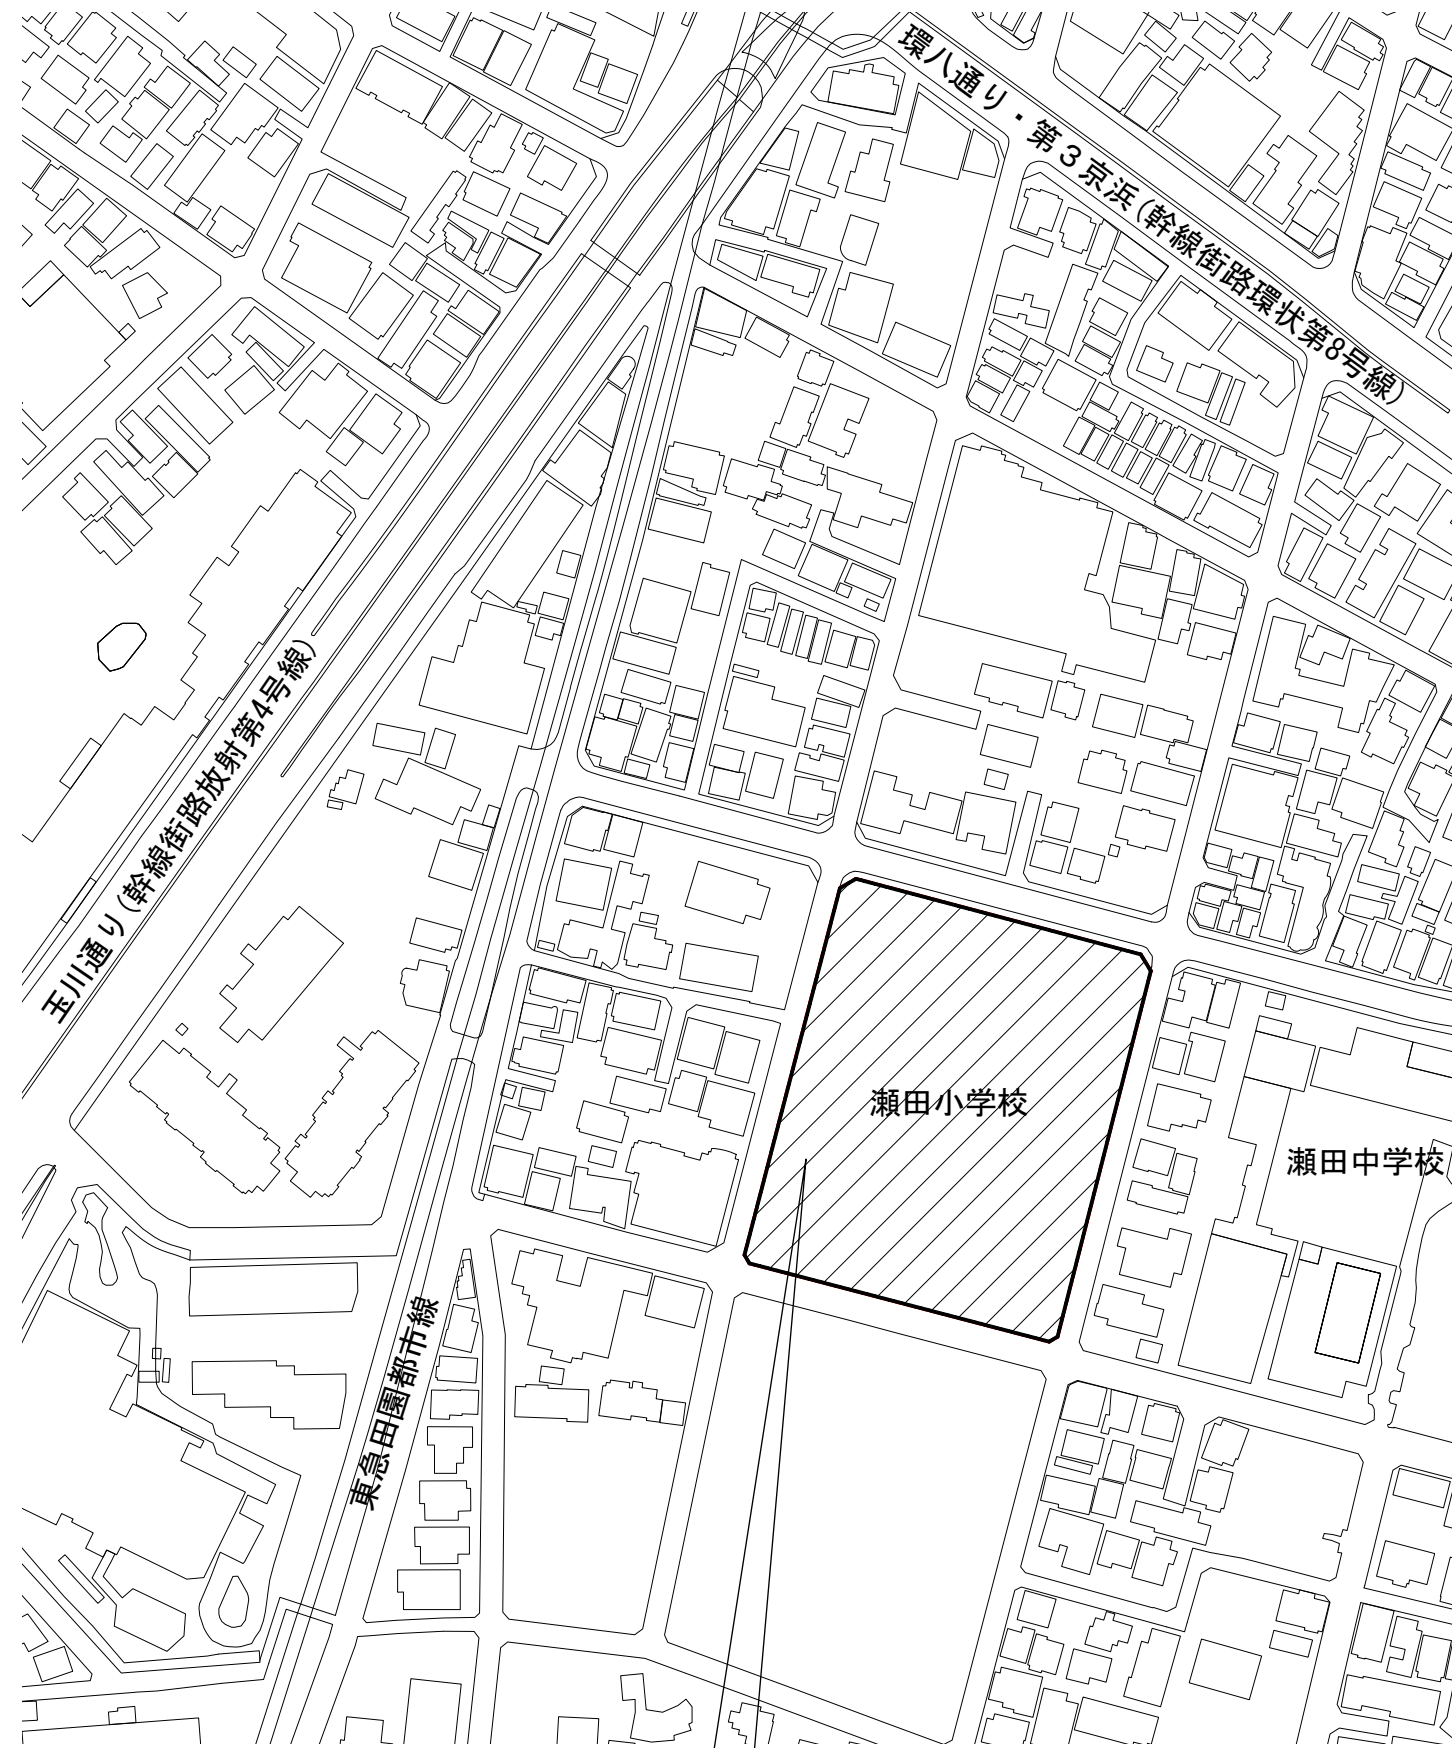 環八通り・第3京浜(幹線街路環状第8号線)
玉川通り(幹線街路放射第4号線)
瀬田小学校
瀬田中学校
東急田園都市線